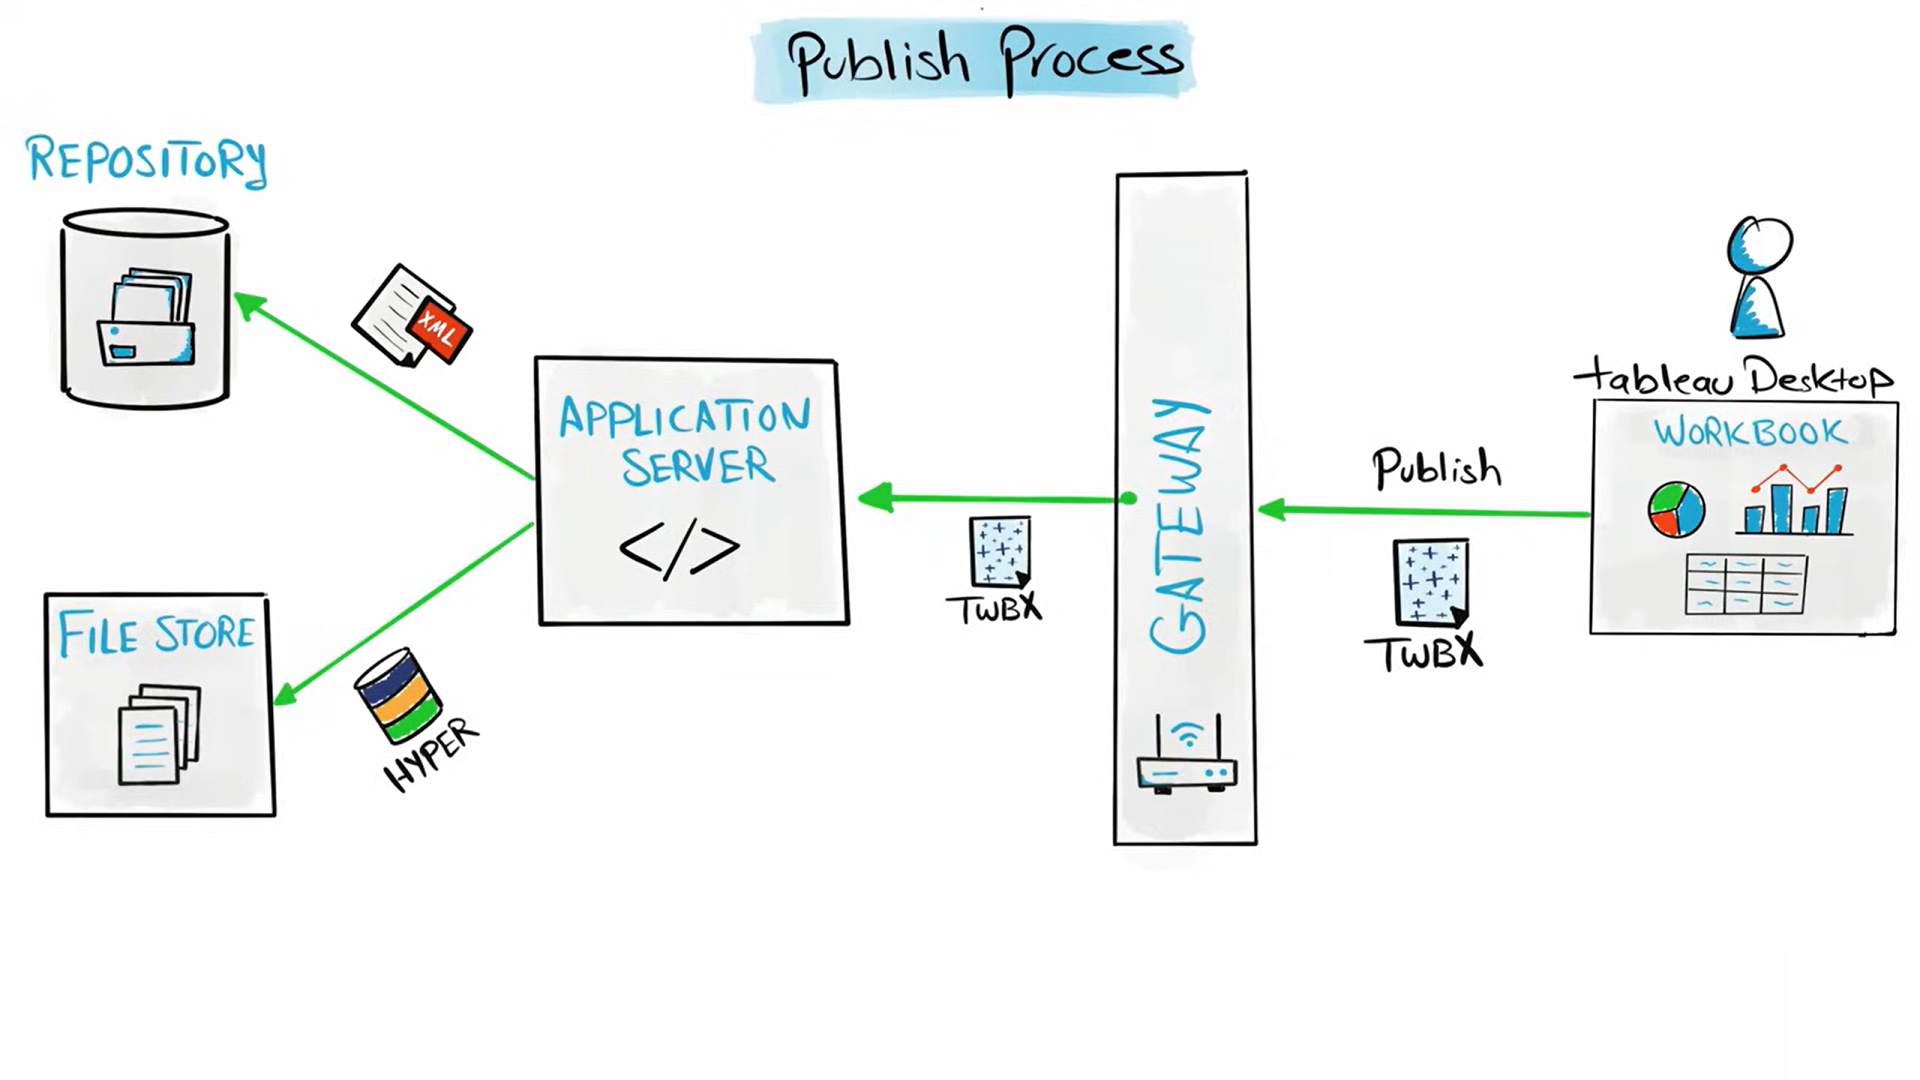 Publish Process
REPOSITORY
XML
APPLICATION
SERVER
</>
FILE STORE
HYPER
TWBX
GATEWAY
Publish
TWBX
tableau Desktop
WORKBOOK